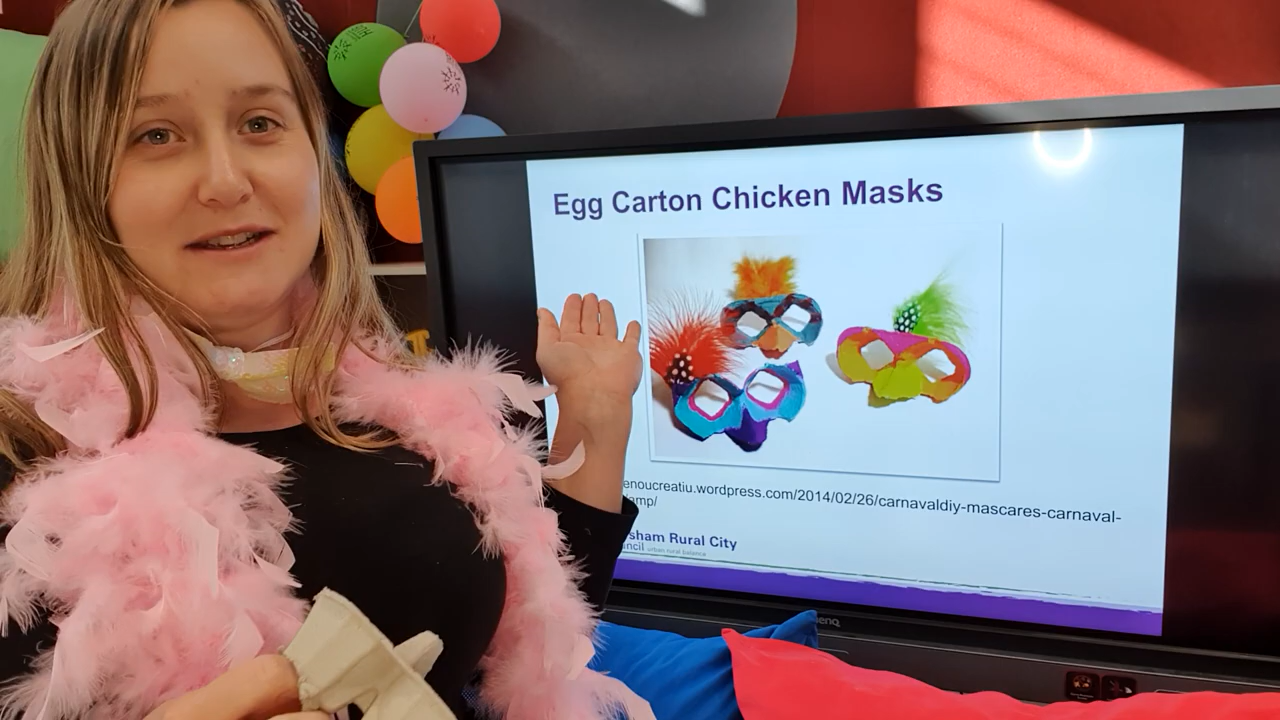 Egg Carton Chicken Masks
enoucreatiu.wordpress.com/2014/02/26/carnavaldiy-mascares-carnaval-
/amp/
sham Rural City
ncil urban rural balance
enq